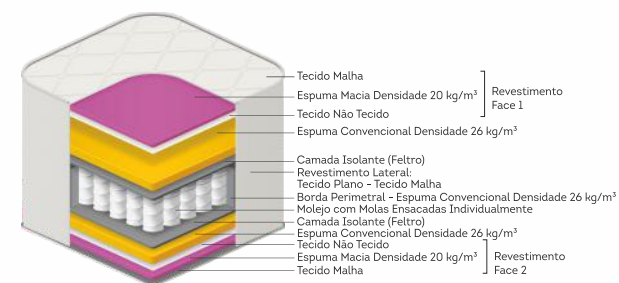 Tecido Malha
Espuma Macia Densidade 20 kg/m³
Revestimento
Face 1
Tecido Não Tecido
Espuma Convencional Densidade 26 kg/m³
Camada Isolante (Feltro)
Revestimento Lateral:
Tecido Plano - Tecido Malha
Borda Perimetral - Espuma Convencional Densidade 26 kg/m³
Molejo com Molas Ensacadas Individualmente
Camada Isolante (Feltro)
Espuma Convencional Densidade 26 kg/m³
Tecido Não Tecido
Espuma Macia Densidade 20 kg/m³
Revestimento
Face 2
Tecido Malha